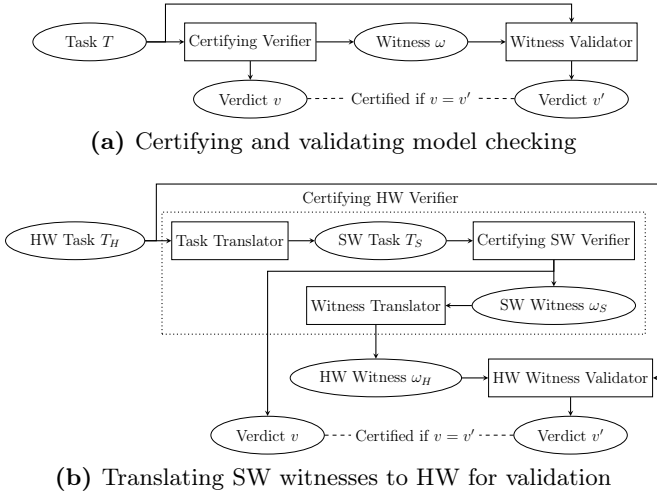 Task T
Certifying Verifier
Witness ω
Witness Validator
Verdict v
Certified if v = v′
Verdict v′
(a) Certifying and validating model checking
Certifying HW Verifier
HW Task T_H
Task Translator
SW Task T_S
Certifying SW Verifier
Witness Translator
SW Witness ω_S
HW Witness ω_H
HW Witness Validator
Verdict v
Certified if v = v′
Verdict v′
(b) Translating SW witnesses to HW for validation